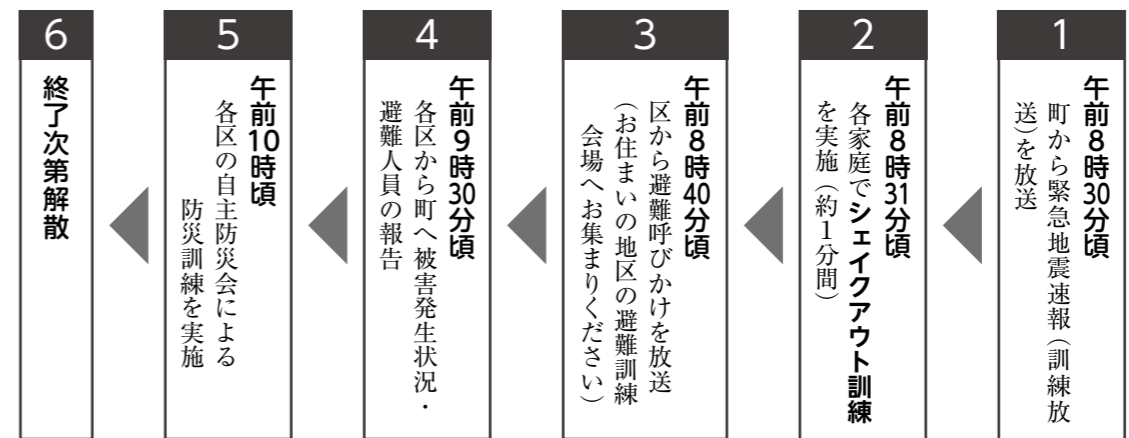 1
午前8時30分頃
町から緊急地震速報（訓練放
送）を放送
2
午前8時31分頃
各家庭でシェイクアウト訓練
を実施（約1分間）
3
午前8時40分頃
区から避難呼びかけを放送
（お住まいの地区の避難訓練
会場へお集まりください）
4
午前9時30分頃
各区から町へ被害発生状況・
避難人員の報告
5
午前10時頃
各区の自主防災会による
防災訓練を実施
6
終了次第解散